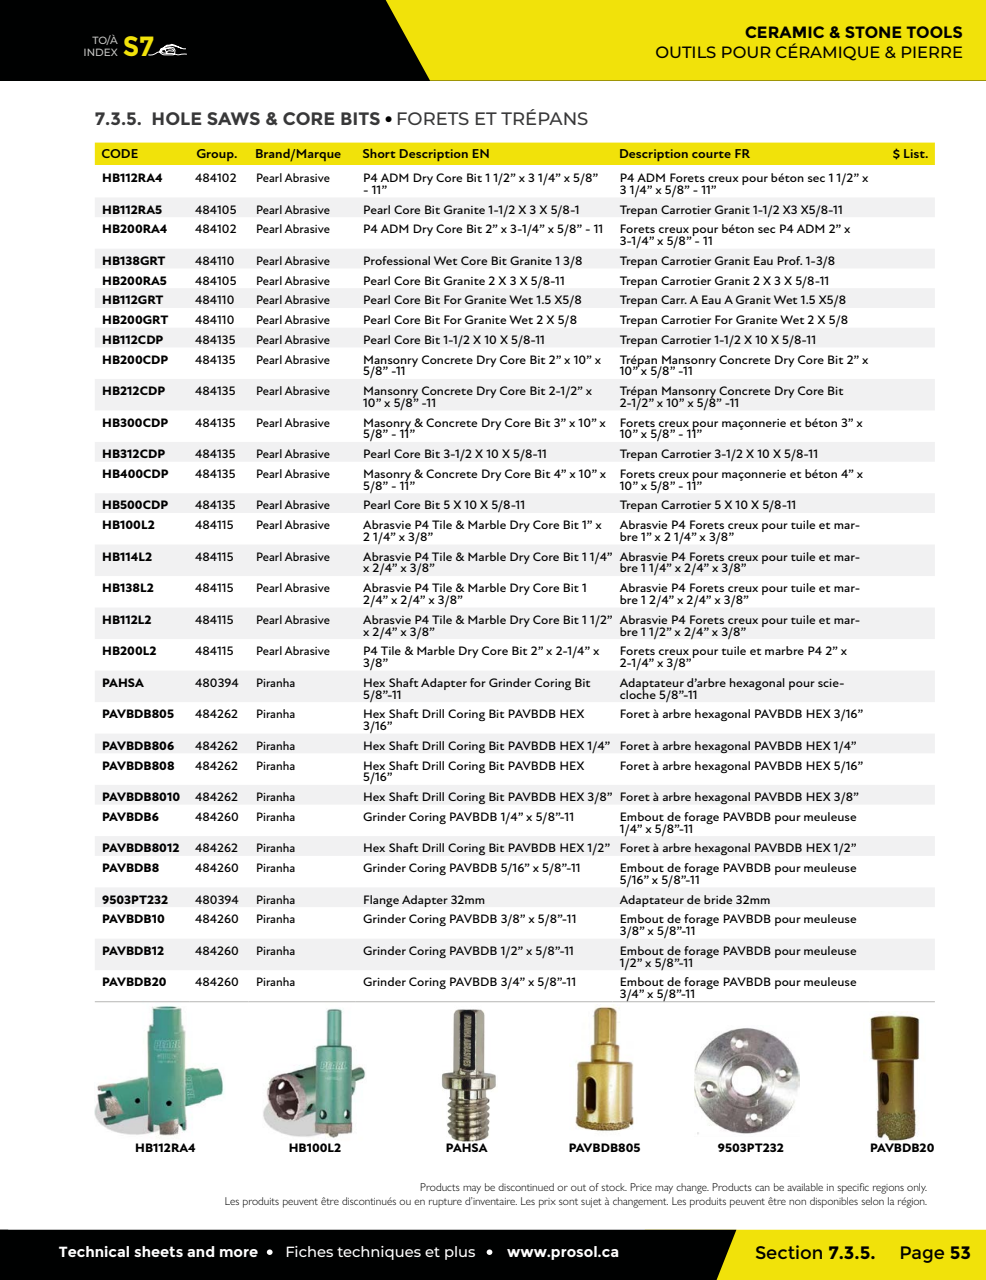 TO/À
INDEX S7
CERAMIC & STONE TOOLS
OUTILS POUR CÉRAMIQUE & PIERRE
7.3.5. HOLE SAWS & CORE BITS • FORETS ET TRÉPANS
CODE Group. Brand/Marque Short Description EN Description courte FR $ List.
HB112RA4 484102 Pearl Abrasive P4 ADM Dry Core Bit 1 1/2” x 3 1/4” x 5/8” P4 ADM Forets creux pour béton sec 1 1/2” x
- 11” 3 1/4” x 5/8” - 11”
HB112RA5 484105 Pearl Abrasive Pearl Core Bit Granite 1-1/2 X 3 X 5/8-1 Trepan Carrotier Granit 1-1/2 X3 X5/8-11
HB200RA4 484102 Pearl Abrasive P4 ADM Dry Core Bit 2” x 3-1/4” x 5/8” - 11 Forets creux pour béton sec P4 ADM 2” x
3-1/4” x 5/8” - 11
HB138GRT 484110 Pearl Abrasive Professional Wet Core Bit Granite 1 3/8 Trepan Carrotier Granit Eau Prof. 1-3/8
HB200RA5 484105 Pearl Abrasive Pearl Core Bit Granite 2 X 3 X 5/8-11 Trepan Carrotier Granit 2 X 3 X 5/8-11
HB112GRT 484110 Pearl Abrasive Pearl Core Bit For Granite Wet 1.5 X5/8 Trepan Carr. A Eau A Granit Wet 1.5 X5/8
HB200GRT 484110 Pearl Abrasive Pearl Core Bit For Granite Wet 2 X 5/8 Trepan Carrotier For Granite Wet 2 X 5/8
HB112CDP 484135 Pearl Abrasive Pearl Core Bit 1-1/2 X 10 X 5/8-11 Trepan Carrotier 1-1/2 X 10 X 5/8-11
HB200CDP 484135 Pearl Abrasive Mansonry Concrete Dry Core Bit 2” x 10” x Trépan Mansonry Concrete Dry Core Bit 2” x
5/8” -11 10” x 5/8” -11
HB212CDP 484135 Pearl Abrasive Mansonry Concrete Dry Core Bit 2-1/2” x Trépan Mansonry Concrete Dry Core Bit
10” x 5/8” -11 2-1/2” x 10” x 5/8” -11
HB300CDP 484135 Pearl Abrasive Masonry & Concrete Dry Core Bit 3” x 10” x Forets creux pour maçonnerie et béton 3” x
5/8” - 11” 10” x 5/8” - 11”
HB312CDP 484135 Pearl Abrasive Pearl Core Bit 3-1/2 X 10 X 5/8-11 Trepan Carrotier 3-1/2 X 10 X 5/8-11
HB400CDP 484135 Pearl Abrasive Masonry & Concrete Dry Core Bit 4” x 10” x Forets creux pour maçonnerie et béton 4” x
5/8” - 11” 10” x 5/8” - 11”
HB500CDP 484135 Pearl Abrasive Pearl Core Bit 5 X 10 X 5/8-11 Trepan Carrotier 5 X 10 X 5/8-11
HB100L2 484115 Pearl Abrasive Abrasvie P4 Tile & Marble Dry Core Bit 1” x Abrasvie P4 Forets creux pour tuile et mar-
2 1/4” x 3/8” bre 1” x 2 1/4” x 3/8”
HB114L2 484115 Pearl Abrasive Abrasvie P4 Tile & Marble Dry Core Bit 1 1/4” Abrasvie P4 Forets creux pour tuile et mar-
x 2/4” x 3/8” bre 1 1/4” x 2/4” x 3/8”
HB138L2 484115 Pearl Abrasive Abrasvie P4 Tile & Marble Dry Core Bit 1 Abrasvie P4 Forets creux pour tuile et mar-
2/4” x 2/4” x 3/8” bre 1 2/4” x 2/4” x 3/8”
HB112L2 484115 Pearl Abrasive Abrasvie P4 Tile & Marble Dry Core Bit 1 1/2” Abrasvie P4 Forets creux pour tuile et mar-
x 2/4” x 3/8” bre 1 1/2” x 2/4” x 3/8”
HB200L2 484115 Pearl Abrasive P4 Tile & Marble Dry Core Bit 2” x 2-1/4” x Forets creux pour tuile et marbre P4 2” x
3/8” 2-1/4” x 3/8”
PAHSA 480394 Piranha Hex Shaft Adapter for Grinder Coring Bit Adaptateur d’arbre hexagonal pour scie-
5/8”-11 cloche 5/8”-11
PAVBDB805 484262 Piranha Hex Shaft Drill Coring Bit PAVBDB HEX Foret à arbre hexagonal PAVBDB HEX 3/16”
3/16”
PAVBDB806 484262 Piranha Hex Shaft Drill Coring Bit PAVBDB HEX 1/4” Foret à arbre hexagonal PAVBDB HEX 1/4”
PAVBDB808 484262 Piranha Hex Shaft Drill Coring Bit PAVBDB HEX Foret à arbre hexagonal PAVBDB HEX 5/16”
5/16”
PAVBDB8010 484262 Piranha Hex Shaft Drill Coring Bit PAVBDB HEX 3/8” Foret à arbre hexagonal PAVBDB HEX 3/8”
PAVBDB6 484260 Piranha Grinder Coring PAVBDB 1/4” x 5/8”-11 Embout de forage PAVBDB pour meuleuse
1/4” x 5/8”-11
PAVBDB8012 484262 Piranha Hex Shaft Drill Coring Bit PAVBDB HEX 1/2” Foret à arbre hexagonal PAVBDB HEX 1/2”
PAVBDB8 484260 Piranha Grinder Coring PAVBDB 5/16” x 5/8”-11 Embout de forage PAVBDB pour meuleuse
5/16” x 5/8”-11
9503PT232 480394 Piranha Flange Adapter 32mm Adaptateur de bride 32mm
PAVBDB10 484260 Piranha Grinder Coring PAVBDB 3/8” x 5/8”-11 Embout de forage PAVBDB pour meuleuse
3/8” x 5/8”-11
PAVBDB12 484260 Piranha Grinder Coring PAVBDB 1/2” x 5/8”-11 Embout de forage PAVBDB pour meuleuse
1/2” x 5/8”-11
PAVBDB20 484260 Piranha Grinder Coring PAVBDB 3/4” x 5/8”-11 Embout de forage PAVBDB pour meuleuse
3/4” x 5/8”-11
HB112RA4 HB100L2 PAHSA PAVBDB805 9503PT232 PAVBDB20
Products may be discontinued or out of stock. Price may change. Products can be available in specific regions only.
Les produits peuvent être discontinués ou en rupture d’inventaire. Les prix sont sujet à changement. Les produits peuvent être non disponibles selon la région.
Technical sheets and more • Fiches techniques et plus • www.prosol.ca
Section 7.3.5. Page 53